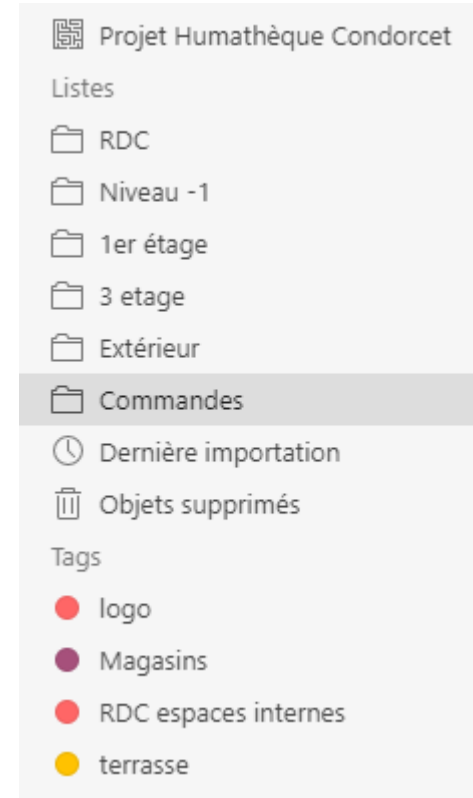 Projet Humathèque Condorcet
Listes
RDC
Niveau -1
1er étage
3 etage
Extérieur
Commandes
Dernière importation
Objets supprimés
Tags
logo
Magasins
RDC espaces internes
terrasse